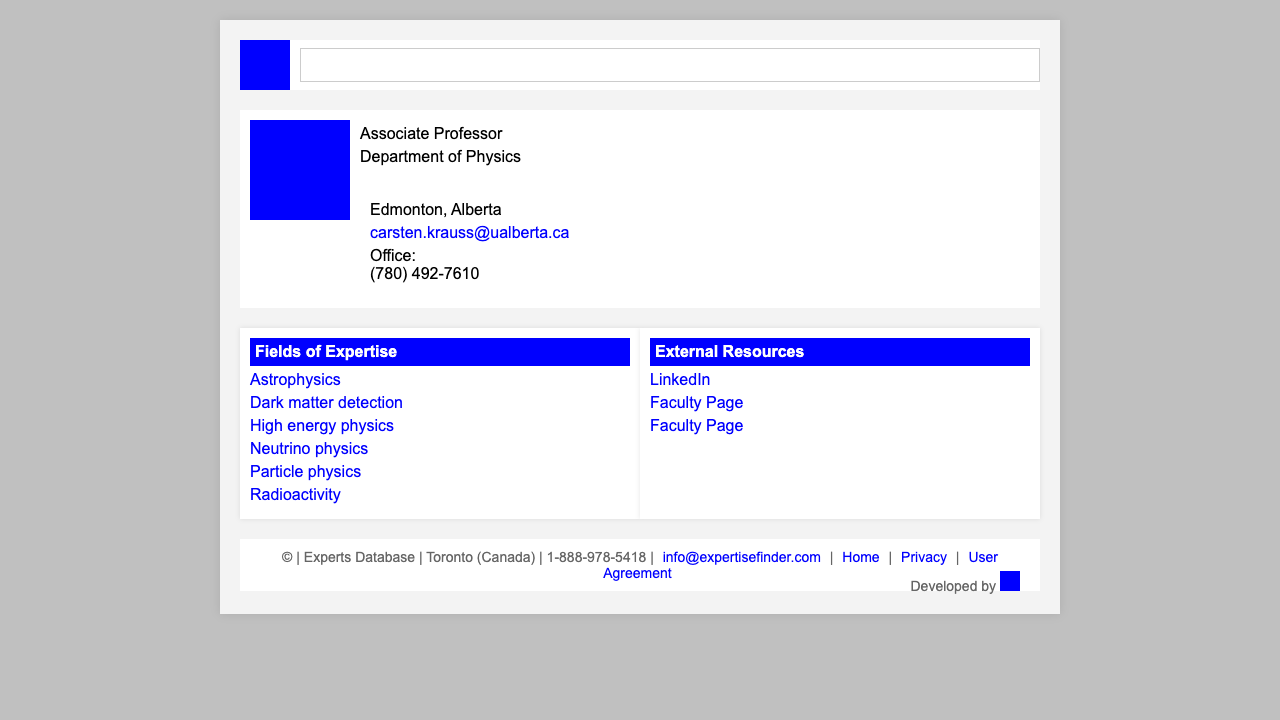 Associate Professor
Department of Physics
Edmonton, Alberta
carsten.krauss@ualberta.ca
Office:
(780) 492-7610
Fields of Expertise
Astrophysics
Dark matter detection
High energy physics
Neutrino physics
Particle physics
Radioactivity
External Resources
LinkedIn
Faculty Page
Faculty Page
© | Experts Database | Toronto (Canada) | 1-888-978-5418 | info@expertisefinder.com | Home | Privacy | User
Agreement
Developed by